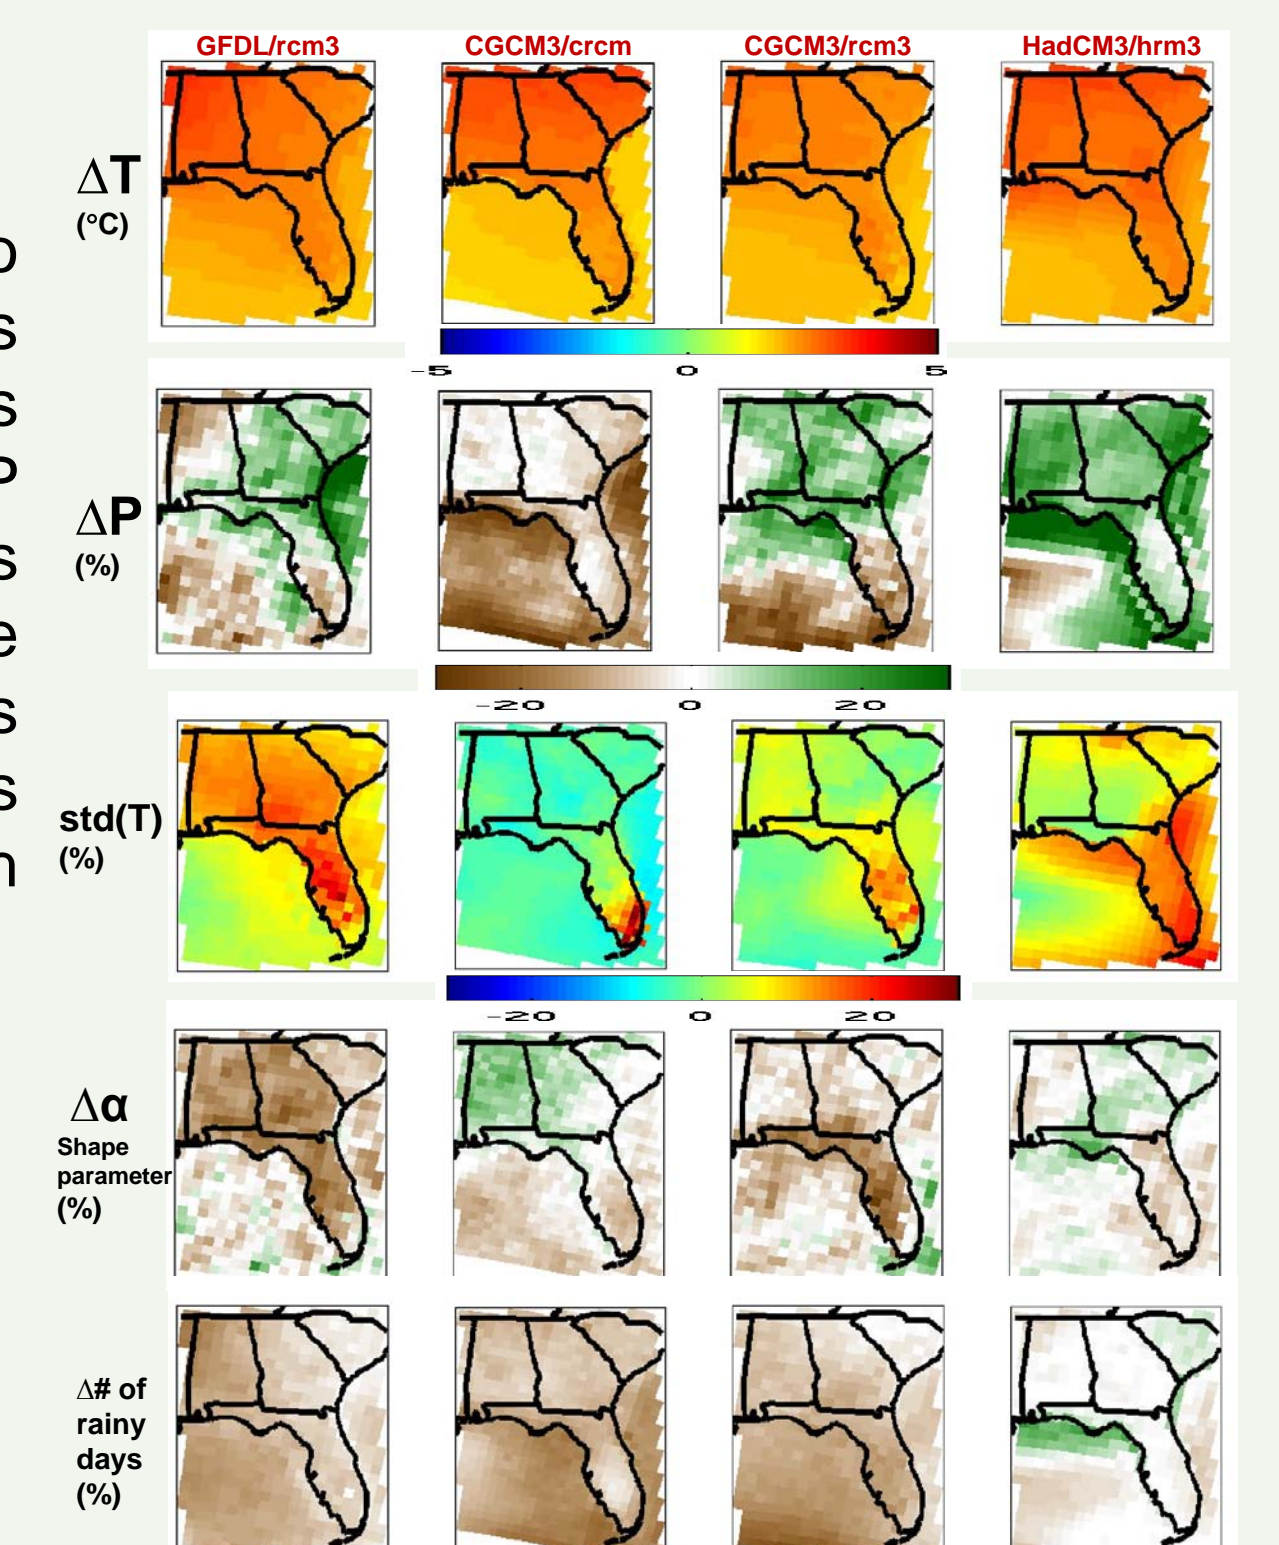 GFDL/rcm3 CGCM3/crcm CGCM3/rcm3 HadCM3/hrm3
ΔT
(°C)
-5 0 5
ΔP
(%)
-20 0 20
std(T)
(%)
-20 0 20
Δα
Shape
parameter
(%)
Δ# of
rainy
days
(%)